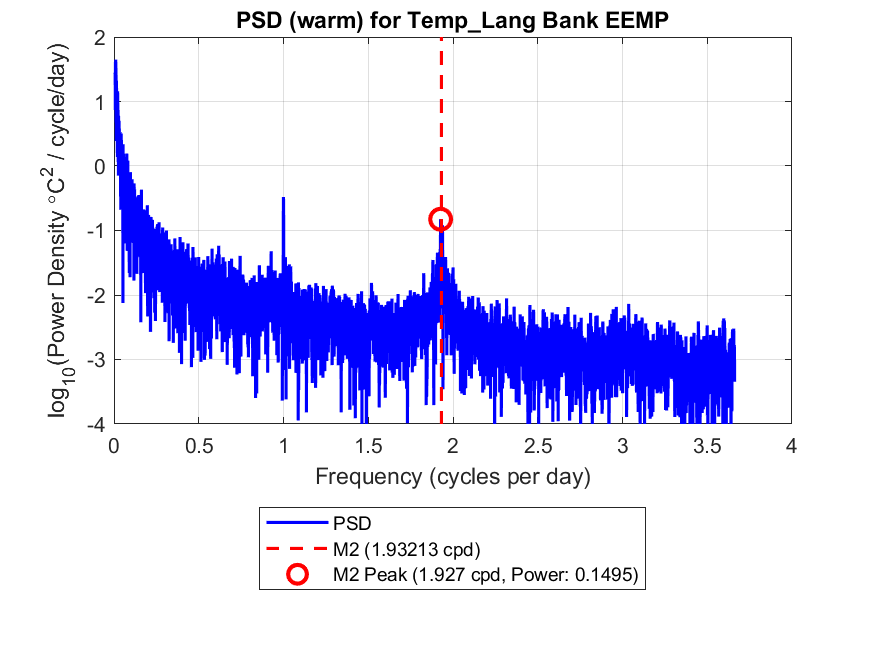 PSD (warm) for Temp_Lang Bank EEMP
log10(Power Density °C2 / cycle/day)
2
1
0
-1
-2
-3
-4
0 0.5 1 1.5 2 2.5 3 3.5 4
Frequency (cycles per day)
PSD
M2 (1.93213 cpd)
M2 Peak (1.927 cpd, Power: 0.1495)